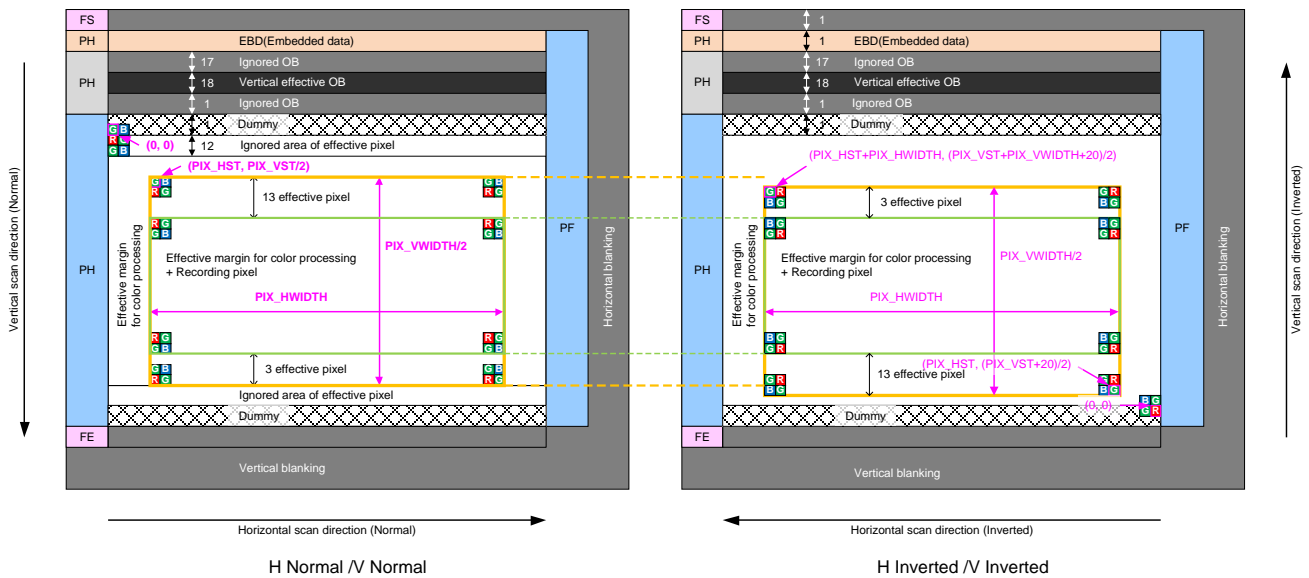 FS
PH
EBD(Embedded data)
17 Ignored OB
PH
18 Vertical effective OB
1 Ignored OB
1 Dummy
G B
R G
G B
(0, 0)
12 Ignored area of effective pixel
(PIX_HST, PIX_VST/2)
G B
R G
G B
R G
13 effective pixel
R G
G B
R G
G B
PIX_VWIDTH/2
Effective margin for color processing
+ Recording pixel
PH
Effective margin
for color processing
PIX_HWIDTH
PF
Horizontal blanking
R G
G B
R G
G B
3 effective pixel
G B
R G
G B
R G
Ignored area of effective pixel
Dummy
FE
Vertical blanking
Vertical scan direction (Normal)
Horizontal scan direction (Normal)
H Normal /V Normal
FS
1
PH
1 EBD(Embedded data)
17 Ignored OB
PH
18 Vertical effective OB
1 Ignored OB
1 Dummy
(PIX_HST+PIX_HWIDTH, (PIX_VST+PIX_VWIDTH+20)/2)
G R
B G
G R
B G
3 effective pixel
B G
G R
B G
G R
Effective margin for color processing
+ Recording pixel
PIX_VWIDTH/2
PH
PIX_HWIDTH
PF
Horizontal blanking
B G
G R
B G
G R
(PIX_HST, (PIX_VST+20)/2)
13 effective pixel
G R
B G
G R
B G
(0, 0)
B G
G R
Dummy
FE
Vertical blanking
Vertical scan direction (Inverted)
Horizontal scan direction (Inverted)
H Inverted /V Inverted